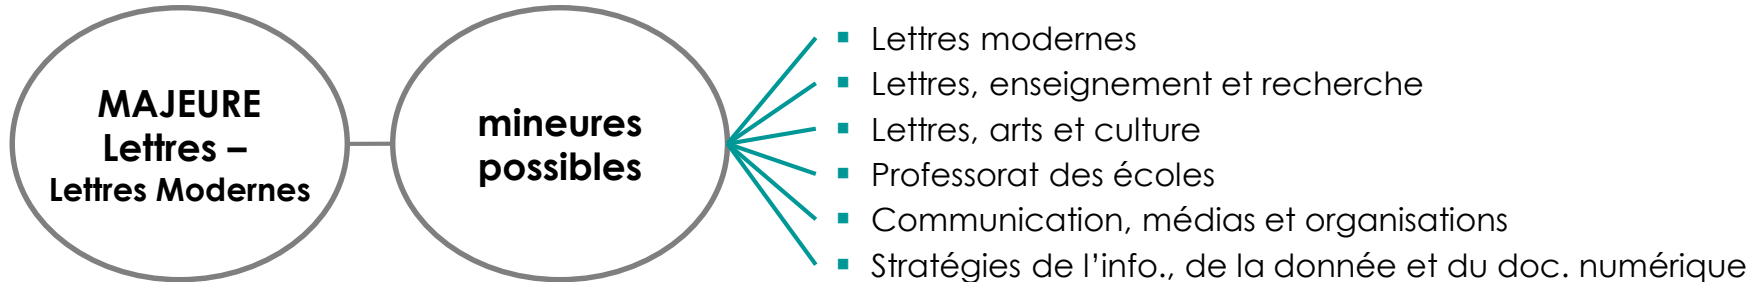 MAJEURE
Lettres –
Lettres Modernes
mineures
possibles
▪ Lettres modernes
▪ Lettres, enseignement et recherche
▪ Lettres, arts et culture
▪ Professorat des écoles
▪ Communication, médias et organisations
▪ Stratégies de l’info., de la donnée et du doc. numérique